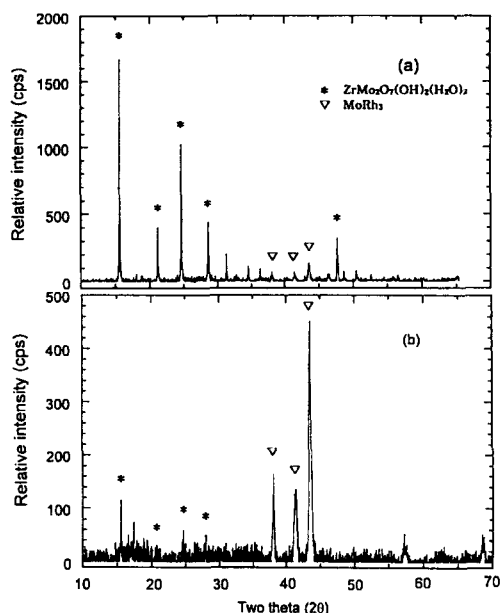 2000
(a)
* ZrMo₂O₇(OH)₂(H₂O)₂
▽ MoRh₃
1500
1000
500
0
Relative intensity (cps)
500
(b)
400
300
200
100
0
Relative intensity (cps)
10 20 30 40 50 60 70
Two theta (2θ)